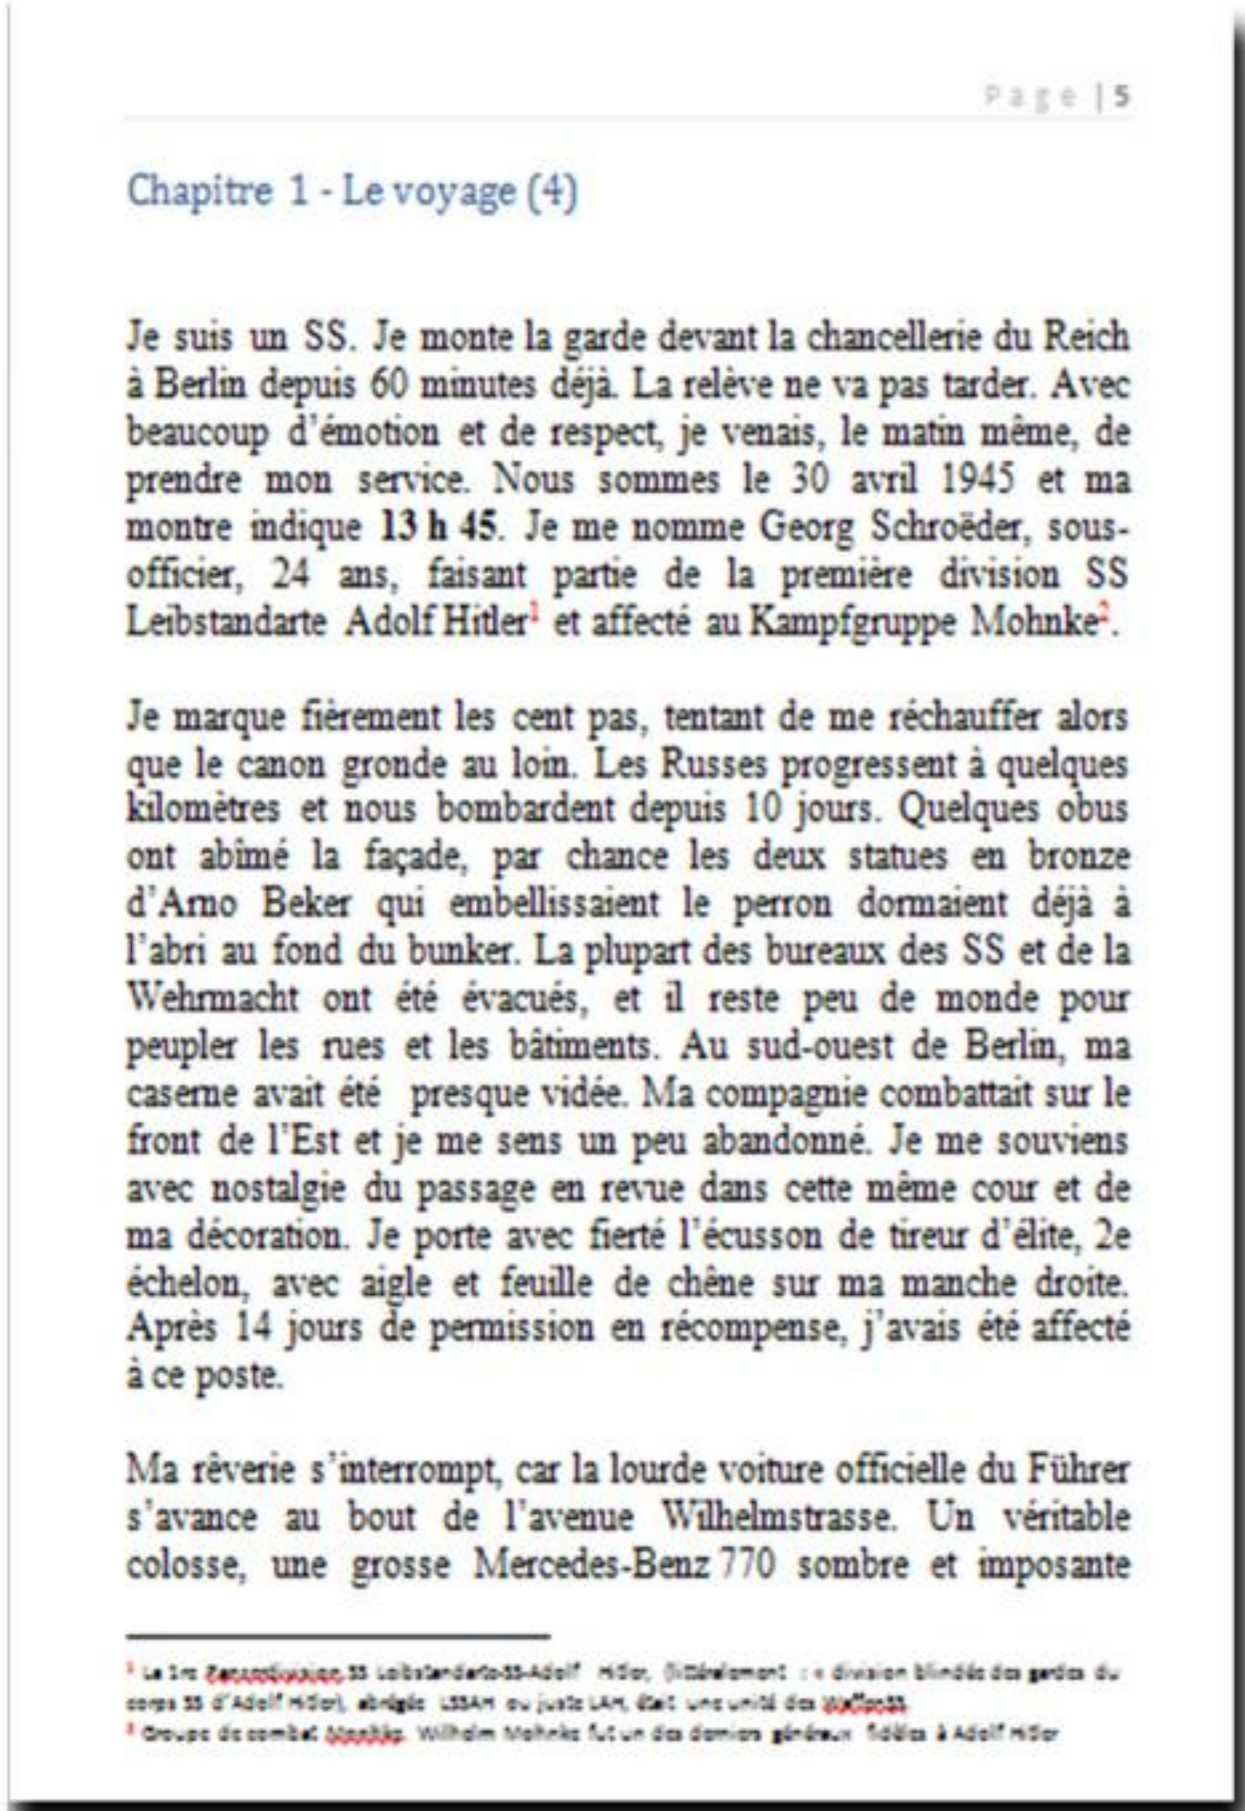 Page | 5
Chapitre 1 - Le voyage (4)
Je suis un SS. Je monte la garde devant la chancellerie du Reich
à Berlin depuis 60 minutes déjà. La relève ne va pas tarder. Avec
beaucoup d'émotion et de respect, je venais, le matin même, de
prendre mon service. Nous sommes le 30 avril 1945 et ma
montre indique 13 h 45. Je me nomme Georg Schroëder, sous-
officier, 24 ans, faisant partie de la première division SS
Leibstandarte Adolf Hitler1 et affecté au Kampfgruppe Mohnke2.
Je marque fièrement les cent pas, tentant de me réchauffer alors
que le canon gronde au loin. Les Russes progressent à quelques
kilomètres et nous bombardent depuis 10 jours. Quelques obus
ont abîmé la façade, par chance les deux statues en bronze
d'Arno Beker qui embellissaient le perron dormaient déjà à
l'abri au fond du bunker. La plupart des bureaux des SS et de la
Wehrmacht ont été évacués, et il reste peu de monde pour
peupler les rues et les bâtiments. Au sud-ouest de Berlin, ma
caserne avait été presque vidée. Ma compagnie combattait sur le
front de l'Est et je me sens un peu abandonné. Je me souviens
avec nostalgie du passage en revue dans cette même cour et de
ma décoration. Je porte avec fierté l'écusson de tireur d'élite, 2e
échelon, avec aigle et feuille de chêne sur ma manche droite.
Après 14 jours de permission en récompense, j'avais été affecté
à ce poste.
Ma rêverie s'interrompt, car la lourde voiture officielle du Führer
s'avance au bout de l'avenue Wilhelmstrasse. Un véritable
colosse, une grosse Mercedes-Benz 770 sombre et imposante
1 La 1re Panzerdivision SS Leibstandarte-SS-Adolf Hitler, (littéralement : « division blindée des gardes du
corps SS d'Adolf Hitler), abrégée LSSAH ou juste LAH, était une unité des WaffenSS.
2 Groupe de combat. Wilhelm Mohnke fut un des derniers généraux fidèles à Adolf Hitler